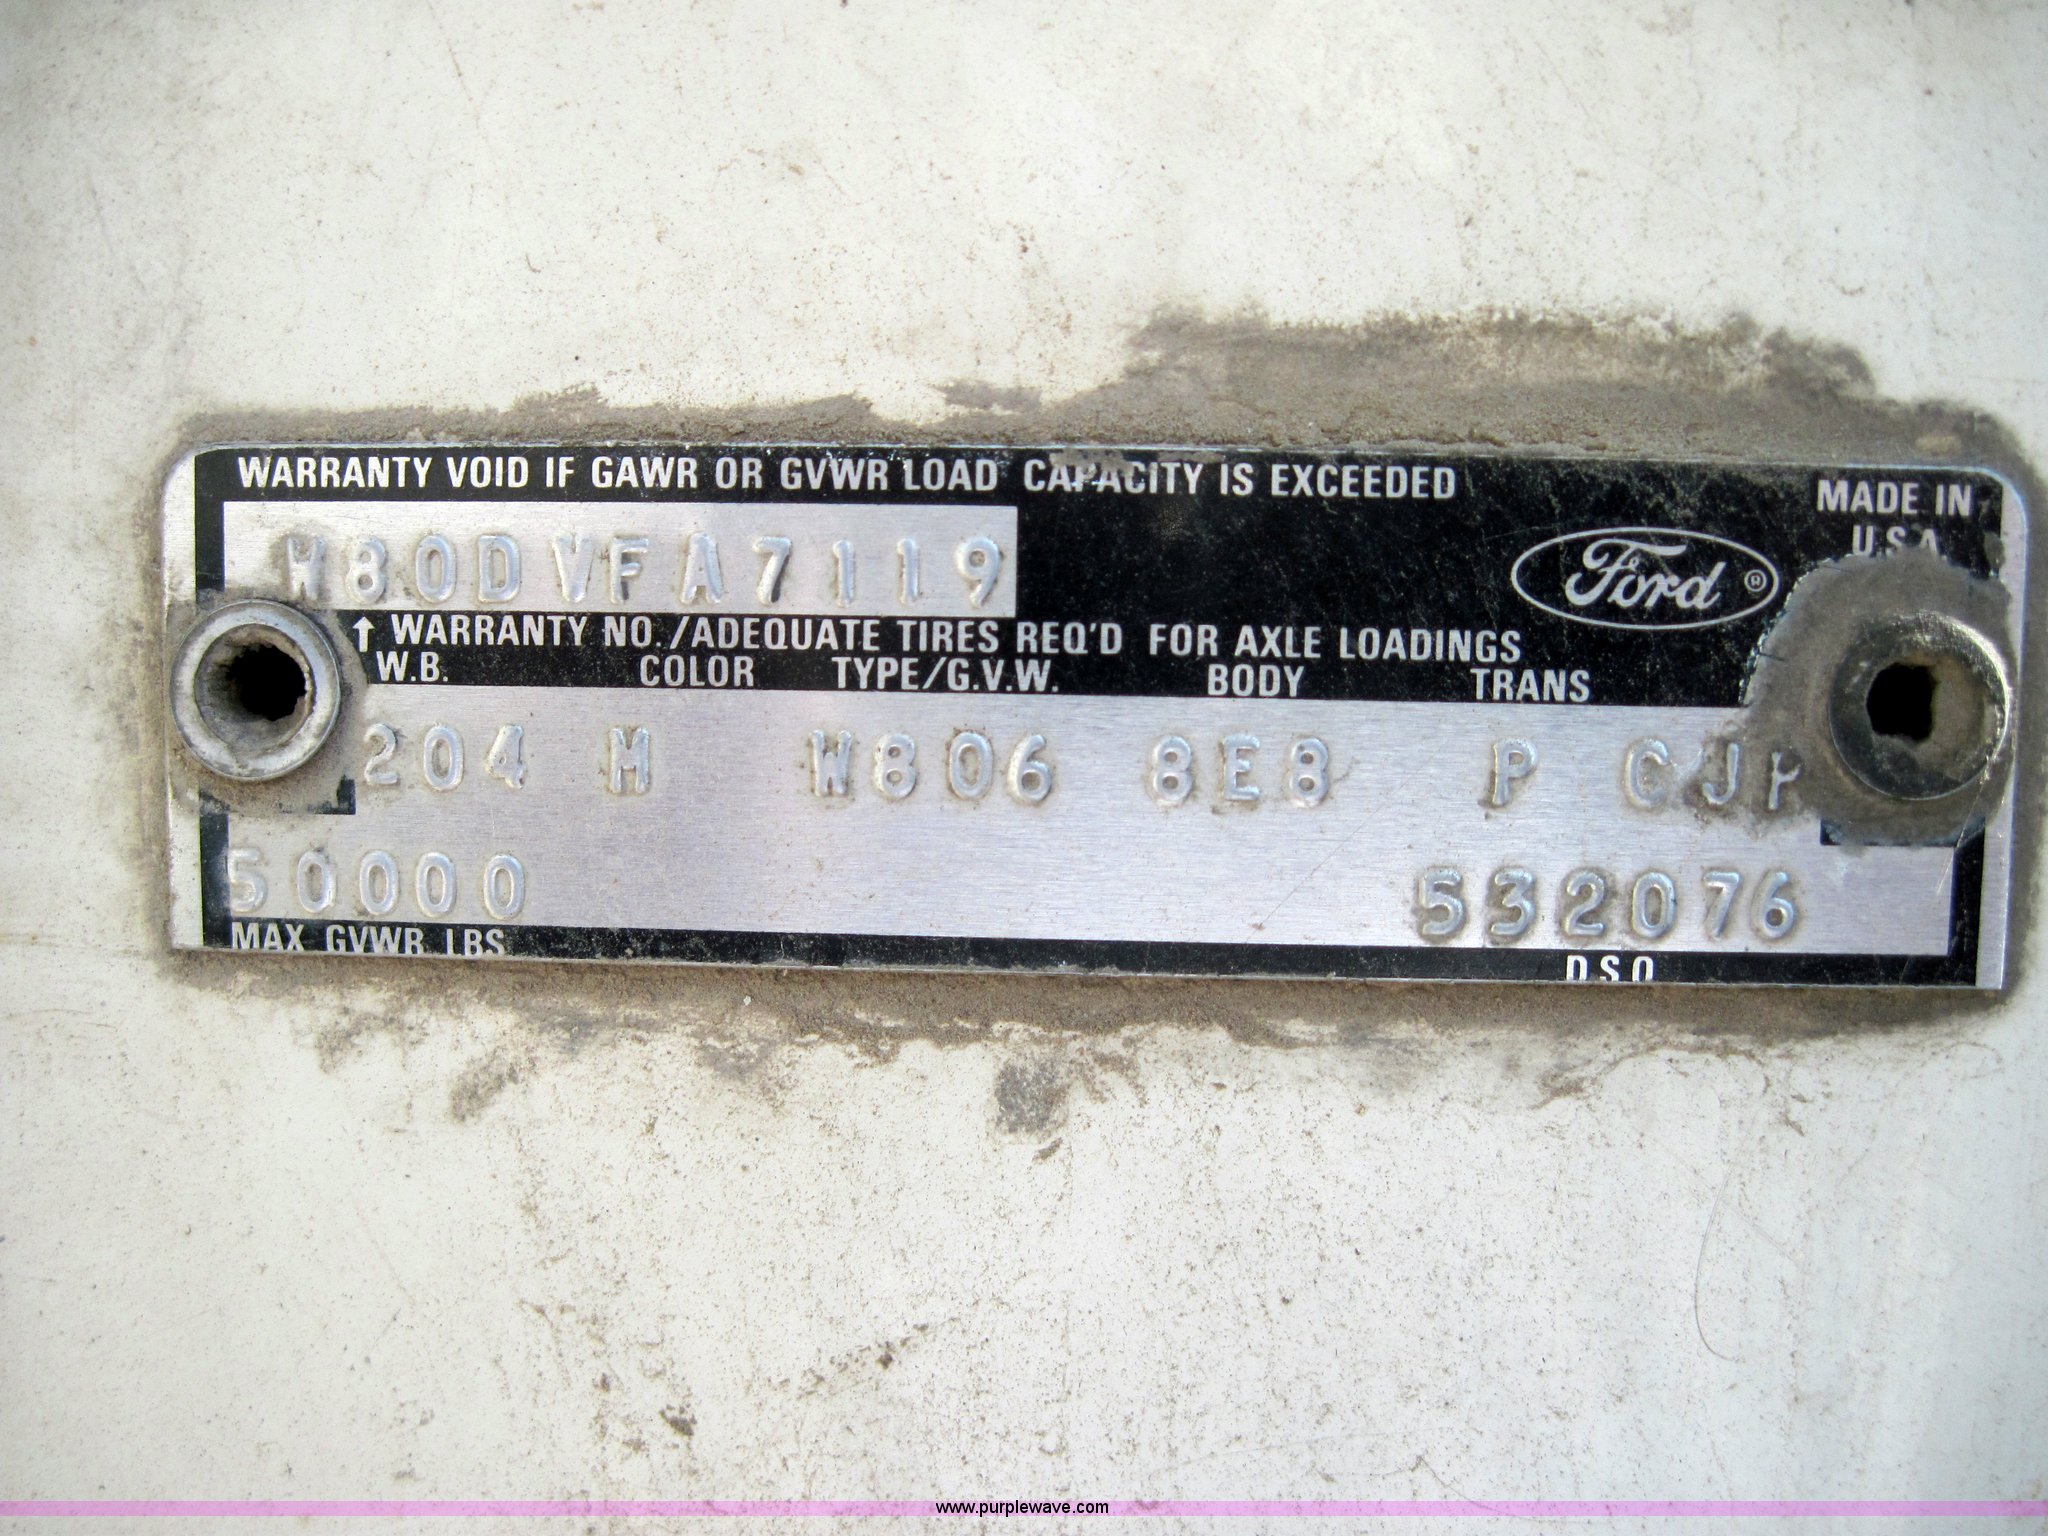 WARRANTY VOID IF GAWR OR GVWR LOAD CAPACITY IS EXCEEDED
MADE IN
U.S.A.
W80DVFA7119
Ford ®
↑ WARRANTY NO./ADEQUATE TIRES REQ'D FOR AXLE LOADINGS
W.B. COLOR TYPE/G.V.W. BODY TRANS
204 M W806 8E8 P CJ
50000 532076
MAX GVWR LBS
D.S.O.
www.purplewave.com